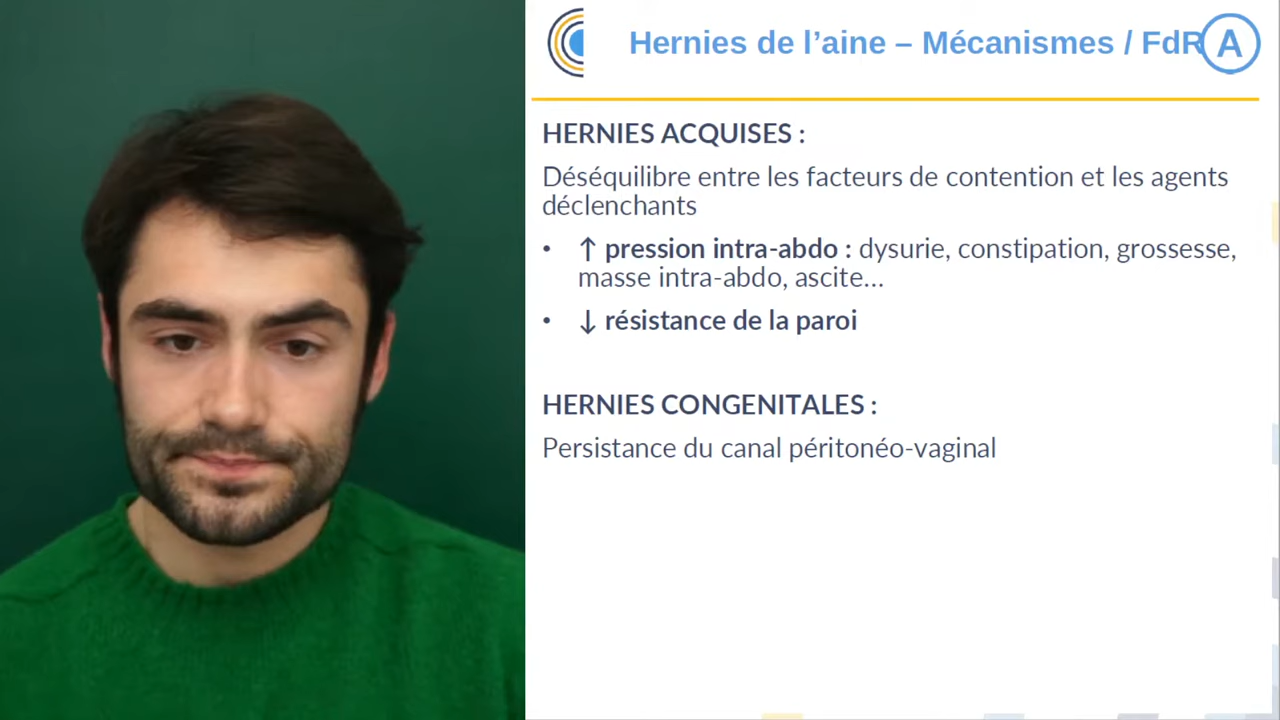 Hernies de l’aine – Mécanismes / FdR
A
HERNIES ACQUISES :
Déséquilibre entre les facteurs de contention et les agents
déclenchants
• ↑ pression intra-abdo : dysurie, constipation, grossesse,
masse intra-abdo, ascite...
• ↓ résistance de la paroi
HERNIES CONGENITALES :
Persistance du canal péritonéo-vaginal